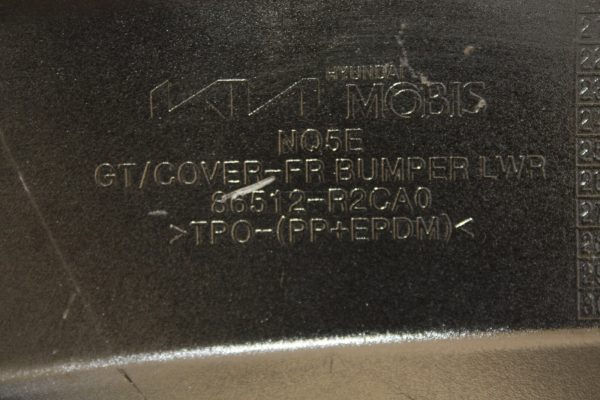 KIA HYUNDAI MOBIS
NQ5E
GT/COVER-FR BUMPER LWR
86512-R2CA0
>TPO-(PP+EPDM)<